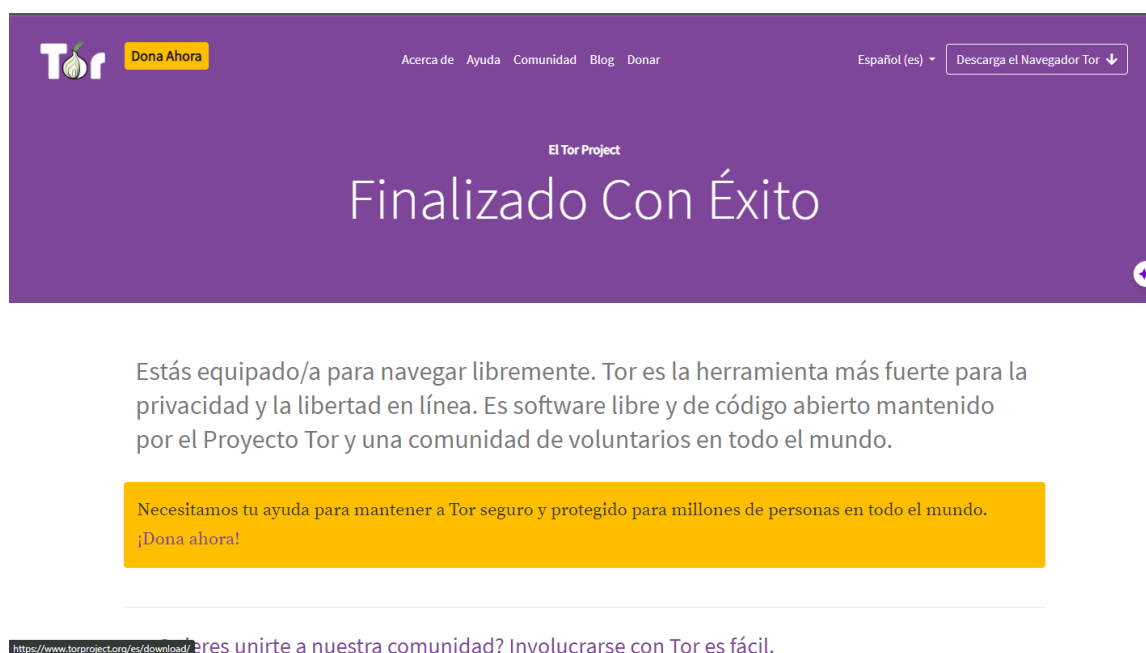 Tor
Dona Ahora
Acerca de Ayuda Comunidad Blog Donar
Español (es)
Descarga el Navegador Tor
El Tor Project
Finalizado Con Éxito
Estás equipado/a para navegar libremente. Tor es la herramienta más fuerte para la
privacidad y la libertad en línea. Es software libre y de código abierto mantenido
por el Proyecto Tor y una comunidad de voluntarios en todo el mundo.
Necesitamos tu ayuda para mantener a Tor seguro y protegido para millones de personas en todo el mundo.
¡Dona ahora!
eres unirte a nuestra comunidad? Involucrarse con Tor es fácil.
https://www.torproject.org/es/download/